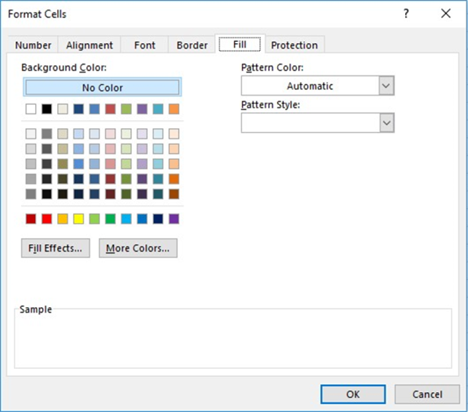 Format Cells
?
Number Alignment Font Border Fill Protection
Background Color:
No Color
Pattern Color:
Automatic
Pattern Style:
Fill Effects...
More Colors...
Sample
OK
Cancel